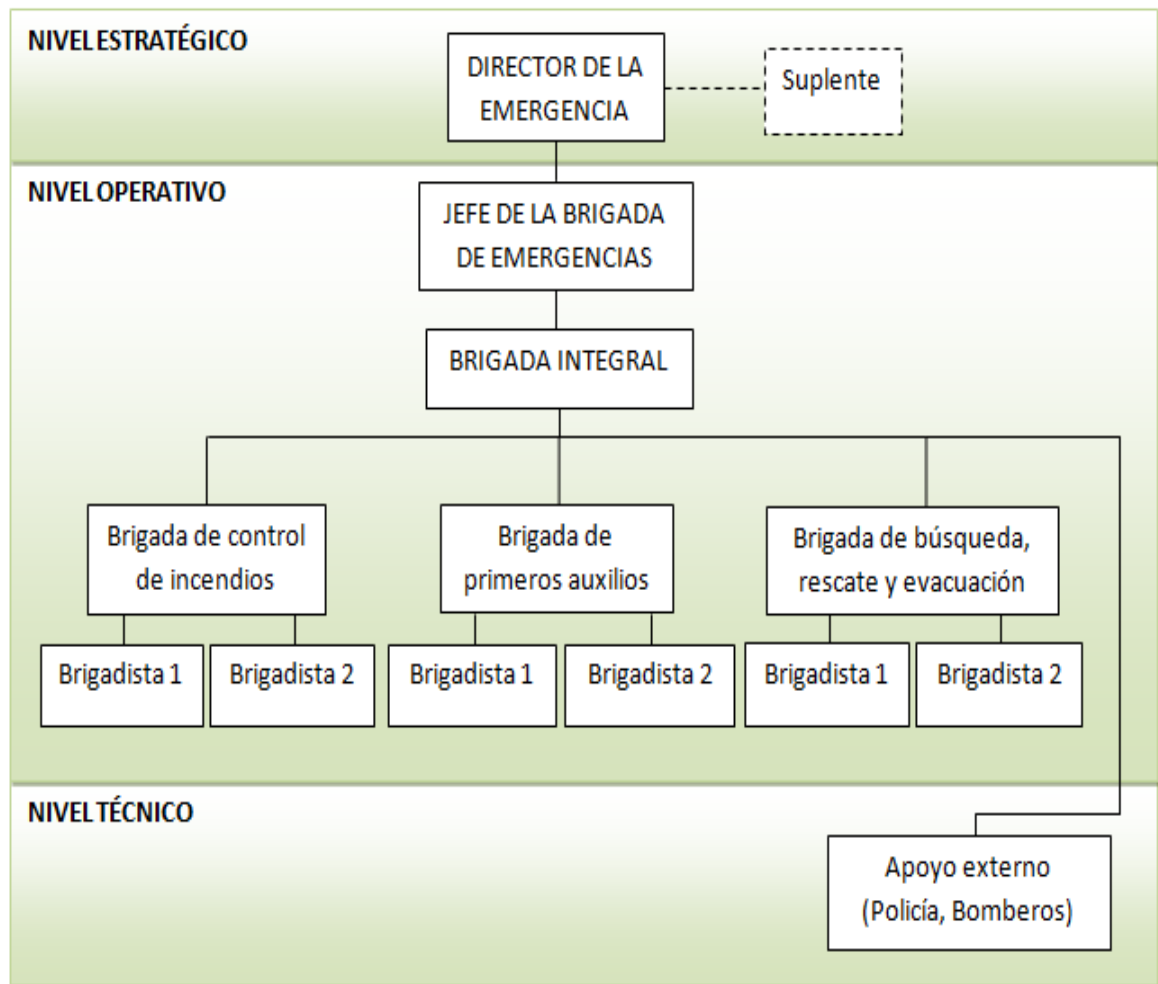 NIVEL ESTRATÉGICO
DIRECTOR DE LA
EMERGENCIA
Suplente
NIVEL OPERATIVO
JEFE DE LA BRIGADA
DE EMERGENCIAS
BRIGADA INTEGRAL
Brigada de control
de incendios
Brigada de
primeros auxilios
Brigada de búsqueda,
rescate y evacuación
Brigadista 1
Brigadista 2
Brigadista 1
Brigadista 2
Brigadista 1
Brigadista 2
NIVEL TÉCNICO
Apoyo externo
(Policía, Bomberos)